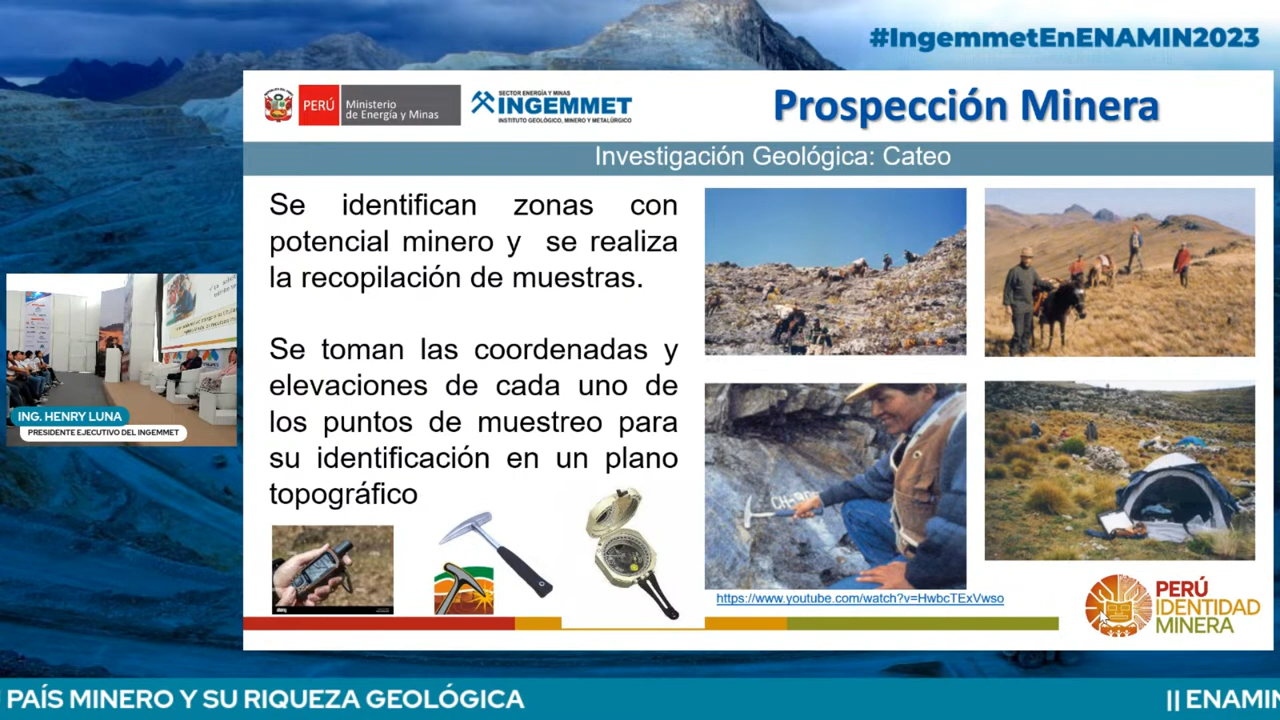 #IngemmetEnENAMIN2023
PERÚ
Ministerio
de Energía y Minas
SECTOR ENERGÍA Y MINAS
INGEMMET
INSTITUTO GEOLÓGICO, MINERO Y METALÚRGICO
Prospección Minera
Investigación Geológica: Cateo
Se identifican zonas con
potencial minero y se realiza
la recopilación de muestras.
Se toman las coordenadas y
elevaciones de cada uno de
los puntos de muestreo para
su identificación en un plano
topográfico
CH-90
https://www.youtube.com/watch?v=HwbcTExVwso
PERÚ
IDENTIDAD
MINERA
ING. HENRY LUNA
PRESIDENTE EJECUTIVO DEL INGEMMET
PAÍS MINERO Y SU RIQUEZA GEOLÓGICA
|| ENAMIN